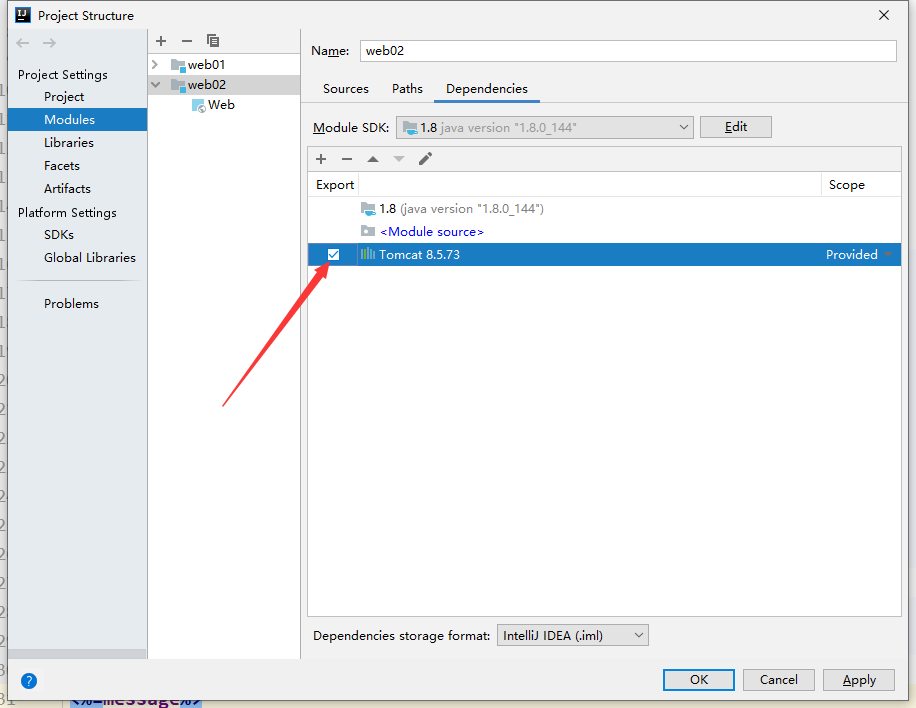 Project Structure
Project Settings
Project
Modules
Libraries
Facets
Artifacts
Platform Settings
SDKs
Global Libraries
Problems
web01
web02
Web
Name: web02
Sources Paths Dependencies
Module SDK: 1.8 java version "1.8.0_144" Edit
Export Scope
1.8 (java version "1.8.0_144")
<Module source>
Tomcat 8.5.73 Provided
Dependencies storage format: IntelliJ IDEA (.iml)
? OK Cancel Apply
<%=message%>